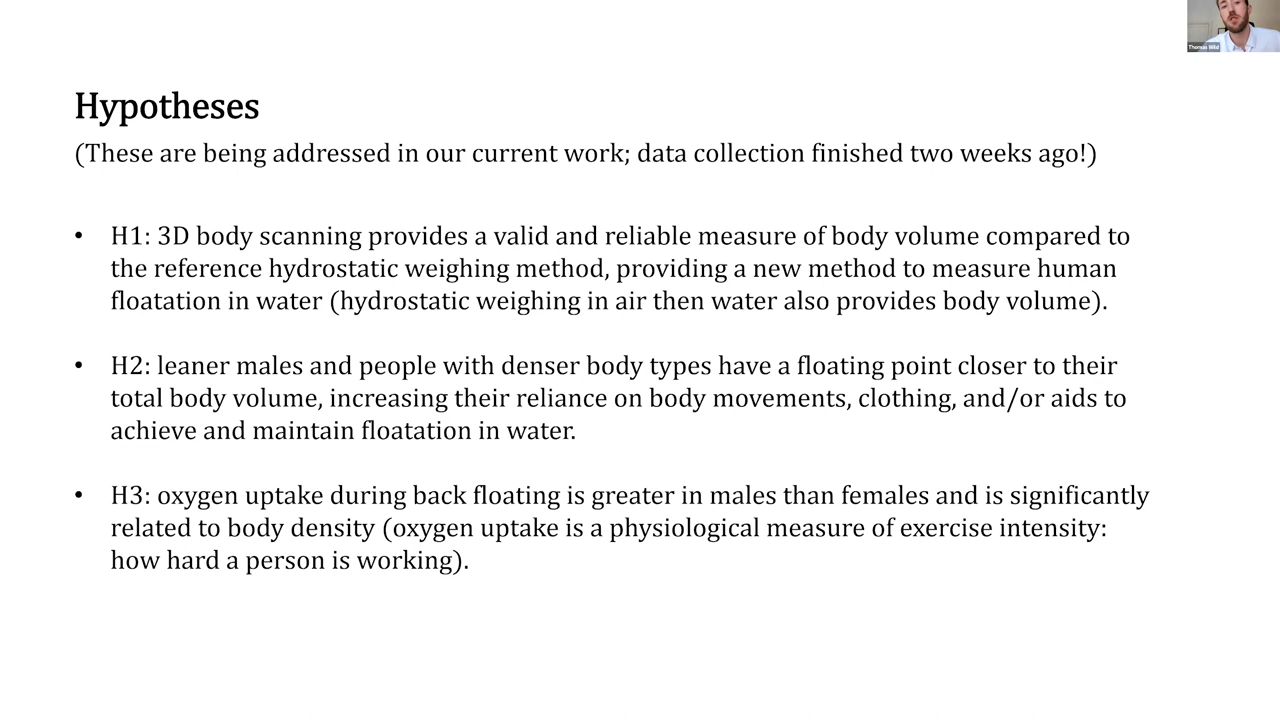 Thomas Wild
Hypotheses
(These are being addressed in our current work; data collection finished two weeks ago!)
• H1: 3D body scanning provides a valid and reliable measure of body volume compared to
the reference hydrostatic weighing method, providing a new method to measure human
floatation in water (hydrostatic weighing in air then water also provides body volume).
• H2: leaner males and people with denser body types have a floating point closer to their
total body volume, increasing their reliance on body movements, clothing, and/or aids to
achieve and maintain floatation in water.
• H3: oxygen uptake during back floating is greater in males than females and is significantly
related to body density (oxygen uptake is a physiological measure of exercise intensity:
how hard a person is working).